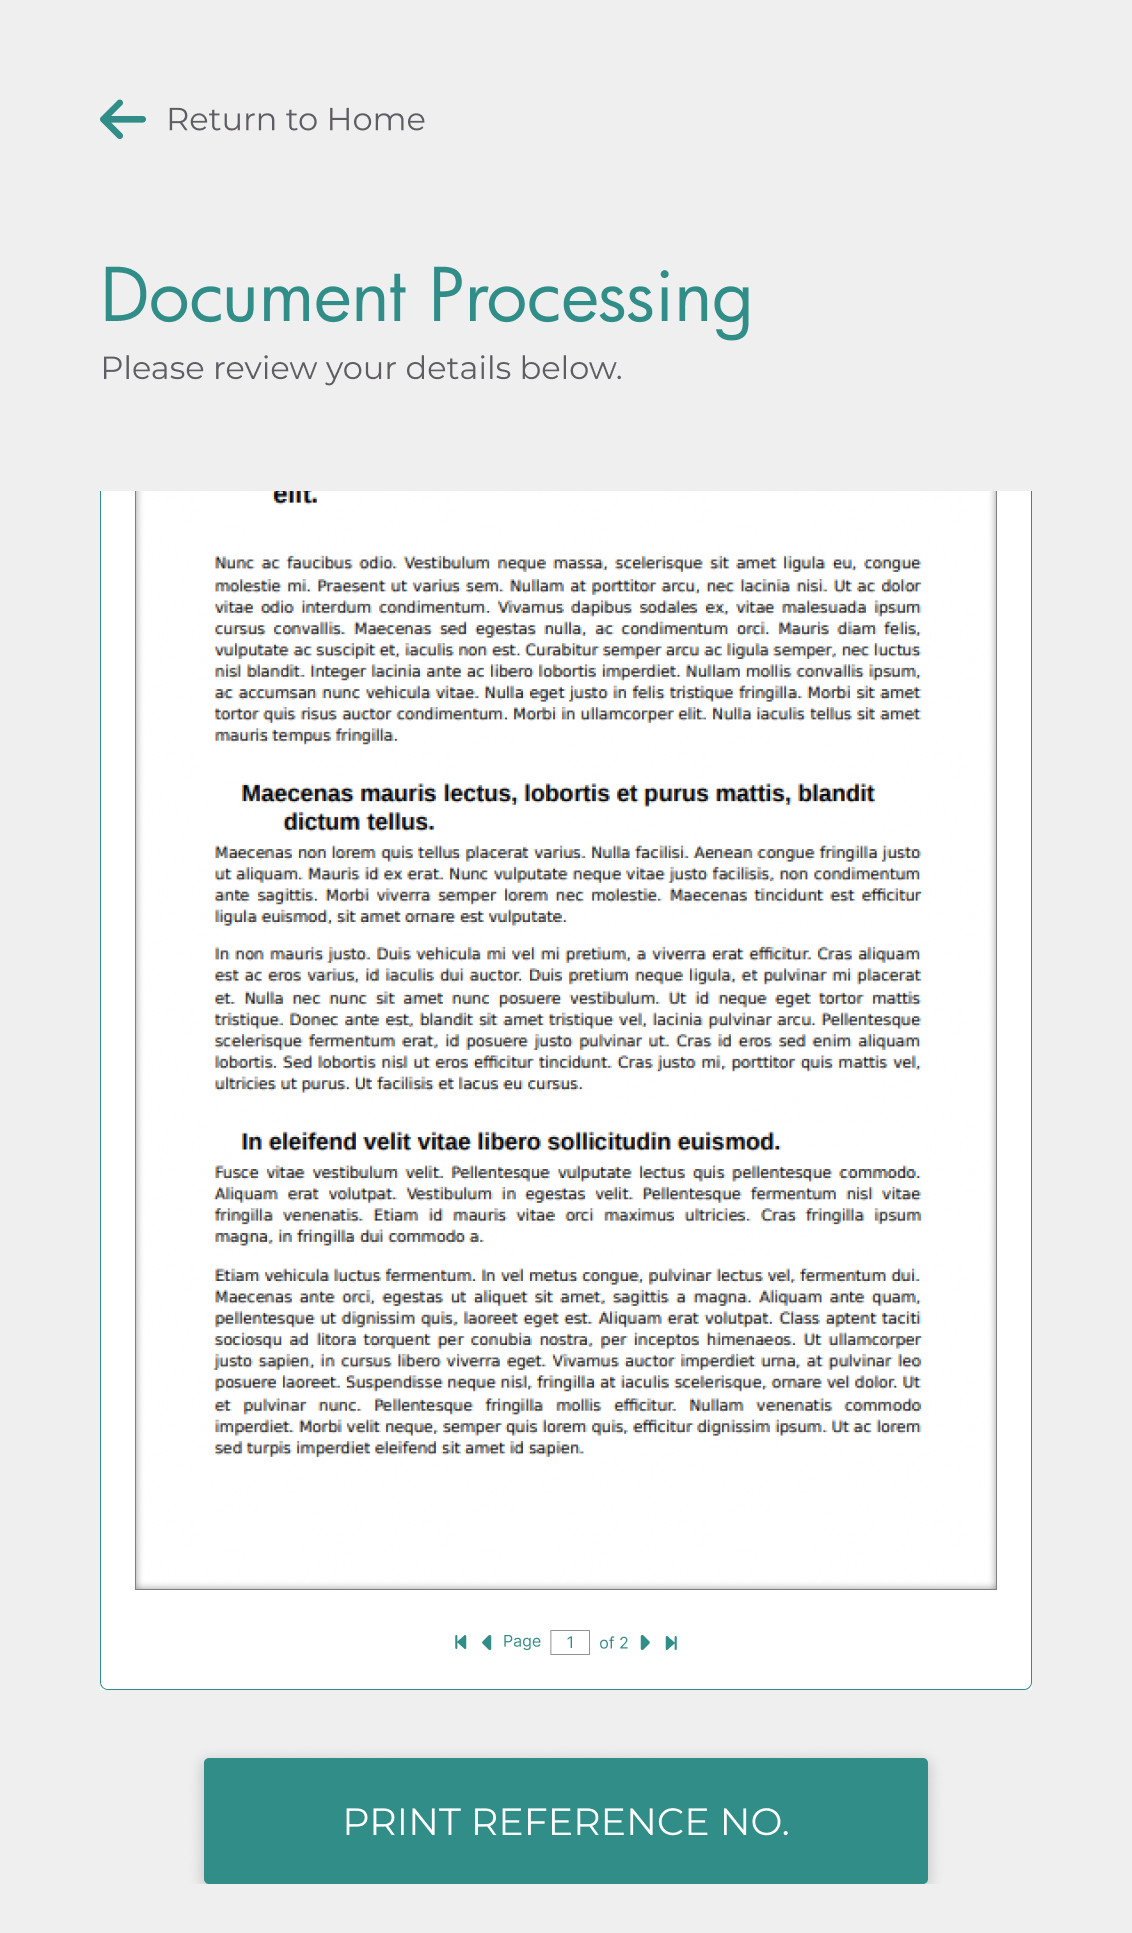 Return to Home
Document Processing
Please review your details below.
elit.
Nunc ac faucibus odio. Vestibulum neque massa, scelerisque sit amet ligula eu, congue
molestie mi. Praesent ut varius sem. Nullam at porttitor arcu, nec lacinia nisi. Ut ac dolor
vitae odio interdum condimentum. Vivamus dapibus sodales ex, vitae malesuada ipsum
cursus convallis. Maecenas sed egestas nulla, ac condimentum orci. Mauris diam felis,
vulputate ac suscipit et, iaculis non est. Curabitur semper arcu ac ligula semper, nec luctus
nisl blandit. Integer lacinia ante ac libero lobortis imperdiet. Nullam mollis convallis ipsum,
ac accumsan nunc vehicula vitae. Nulla eget justo in felis tristique fringilla. Morbi sit amet
tortor quis risus auctor condimentum. Morbi in ullamcorper elit. Nulla iaculis tellus sit amet
mauris tempus fringilla.
Maecenas mauris lectus, lobortis et purus mattis, blandit
dictum tellus.
Maecenas non lorem quis tellus placerat varius. Nulla facilisi. Aenean congue fringilla justo
ut aliquam. Mauris id ex erat. Nunc vulputate neque vitae justo facilisis, non condimentum
ante sagittis. Morbi viverra semper lorem nec molestie. Maecenas tincidunt est efficitur
ligula euismod, sit amet ornare est vulputate.
In non mauris justo. Duis vehicula mi vel mi pretium, a viverra erat efficitur. Cras aliquam
est ac eros varius, id iaculis dui auctor. Duis pretium neque ligula, et pulvinar mi placerat
et. Nulla nec nunc sit amet nunc posuere vestibulum. Ut id neque eget tortor mattis
tristique. Donec ante est, blandit sit amet tristique vel, lacinia pulvinar arcu. Pellentesque
scelerisque fermentum erat, id posuere justo pulvinar ut. Cras id eros sed enim aliquam
lobortis. Sed lobortis nisl ut eros efficitur tincidunt. Cras justo mi, porttitor quis mattis vel,
ultricies ut purus. Ut facilisis et lacus eu cursus.
In eleifend velit vitae libero sollicitudin euismod.
Fusce vitae vestibulum velit. Pellentesque vulputate lectus quis pellentesque commodo.
Aliquam erat volutpat. Vestibulum in egestas velit. Pellentesque fermentum nisl vitae
fringilla venenatis. Etiam id mauris vitae orci maximus ultricies. Cras fringilla ipsum
magna, in fringilla dui commodo a.
Etiam vehicula luctus fermentum. In vel metus congue, pulvinar lectus vel, fermentum dui.
Maecenas ante orci, egestas ut aliquet sit amet, sagittis a magna. Aliquam ante quam,
pellentesque ut dignissim quis, laoreet eget est. Aliquam erat volutpat. Class aptent taciti
sociosqu ad litora torquent per conubia nostra, per inceptos himenaeos. Ut ullamcorper
justo sapien, in cursus libero viverra eget. Vivamus auctor imperdiet urna, at pulvinar leo
posuere laoreet. Suspendisse neque nisl, fringilla at iaculis scelerisque, ornare vel dolor. Ut
et pulvinar nunc. Pellentesque fringilla mollis efficitur. Nullam venenatis commodo
imperdiet. Morbi velit neque, semper quis lorem quis, efficitur dignissim ipsum. Ut ac lorem
sed turpis imperdiet eleifend sit amet id sapien.
Page 1 of 2
PRINT REFERENCE NO.